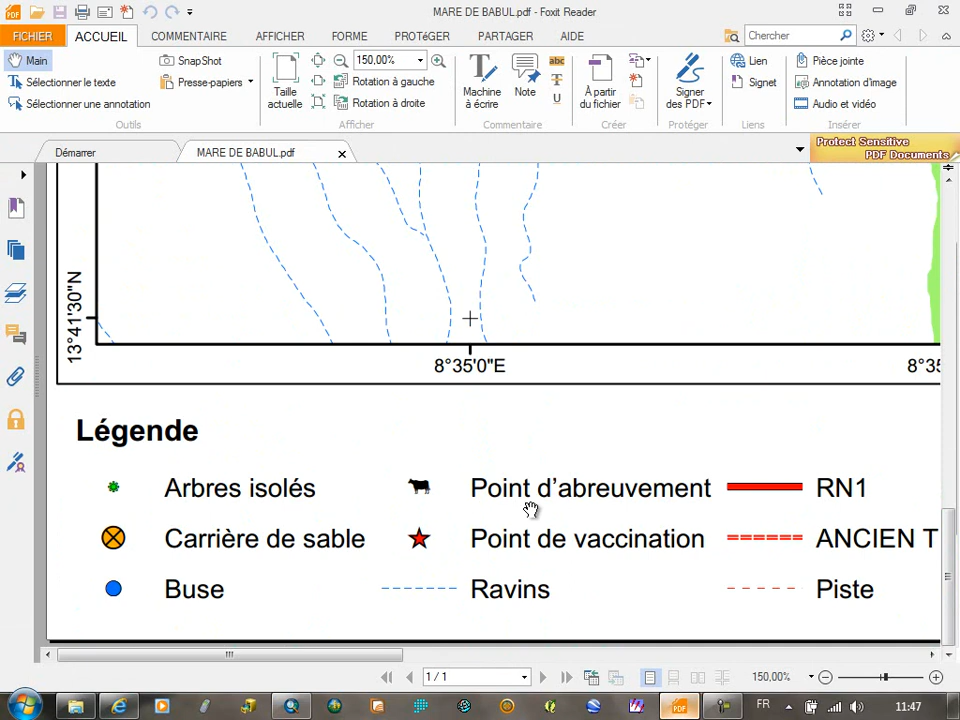 MARE DE BABUL.pdf - Foxit Reader
FICHIER ACCUEIL COMMENTAIRE AFFICHER FORME PROTéGER PARTAGER AIDE Chercher
Main SnapShot 150,00% Lien Pièce jointe
Sélectionner le texte Presse-papiers Rotation à gauche Signet Annotation d'image
Sélectionner une annotation Rotation à droite Audio et vidéo
Taille actuelle
Machine à écrire
Note
À partir du fichier
Signer des PDF
Outils Afficher Commentaire Créer Protéger Liens Insérer
Démarrer MARE DE BABUL.pdf
Protect Sensitive
PDF Documents
13°41'30"N
8°35'0"E 8°35
Légende
Arbres isolés Point d’abreuvement RN1
Carrière de sable Point de vaccination ANCIEN T
Buse Ravins Piste
1 / 1 150,00%
FR 11:47